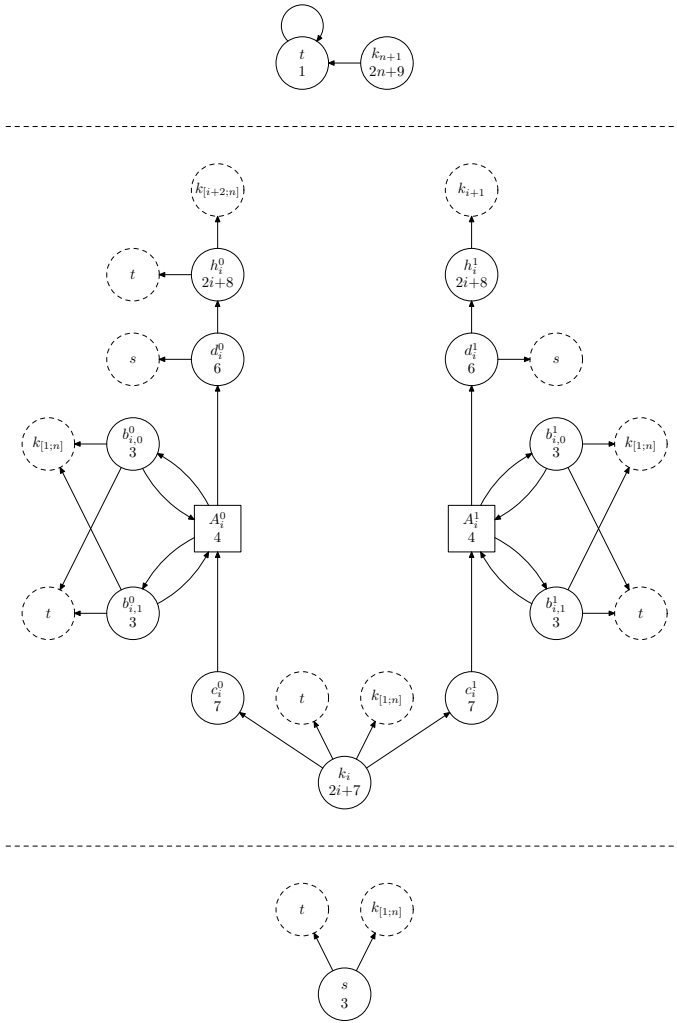 t
1
k_{n+1}
2n+9
k_{[i+2;n]}
k_{i+1}
t
h_i^0
2i+8
h_i^1
2i+8
s
d_i^0
6
d_i^1
6
s
k_{[1;n]}
b_{i,0}^0
3
b_{i,0}^1
3
k_{[1;n]}
A_i^0
4
A_i^1
4
t
b_{i,1}^0
3
b_{i,1}^1
3
t
c_i^0
7
t
k_{[1;n]}
c_i^1
7
k_i
2i+7
t
k_{[1;n]}
s
3